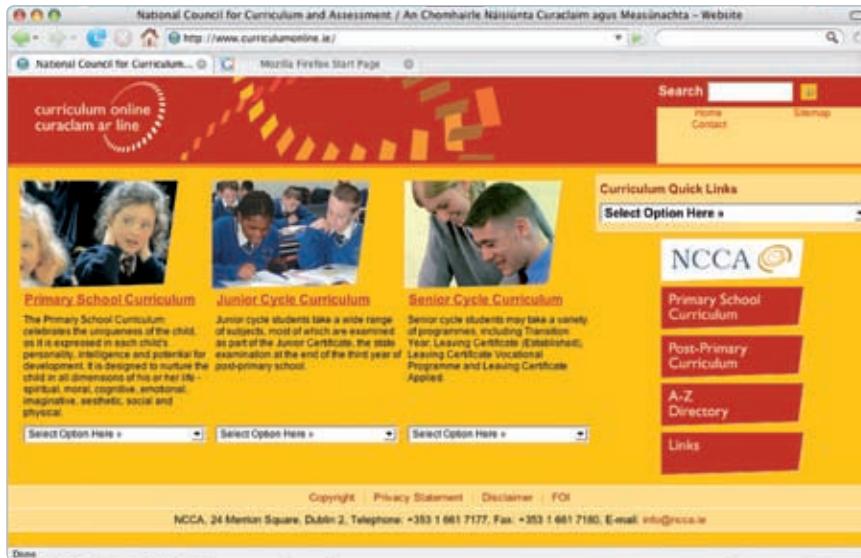 National Council for Curriculum and Assessment / An Chomhairle Náisiúnta Curaclaim agus Measúnachta – Website
http://www.curriculumonline.ie/
National Council for Curriculum...
Mozilla Firefox Start Page
curriculum online
curaclam ar líne
Search
Home
Sitemap
Contact
Curriculum Quick Links
Select Option Here »
NCCA
Primary School
Curriculum
Post-Primary
Curriculum
A-Z
Directory
Links
Primary School Curriculum
The Primary School Curriculum
celebrates the uniqueness of the child,
as it is expressed in each child's
personality, intelligence and potential for
development. It is designed to nurture the
child in all dimensions of his or her life -
spiritual, moral, cognitive, emotional,
imaginative, aesthetic, social and
physical.
Select Option Here »
Junior Cycle Curriculum
Junior cycle students take a wide range
of subjects, most of which are examined
as part of the Junior Certificate, the state
examination at the end of the third year of
post-primary school.
Select Option Here »
Senior Cycle Curriculum
Senior cycle students may take a variety
of programmes, including Transition
Year, Leaving Certificate (Established),
Leaving Certificate Vocational
Programme and Leaving Certificate
Applied.
Select Option Here »
Copyright | Privacy Statement | Disclaimer | FOI
NCCA, 24 Merrion Square, Dublin 2, Telephone: +353 1 661 7177, Fax: +353 1 661 7180, E-mail: info@ncca.ie
Done